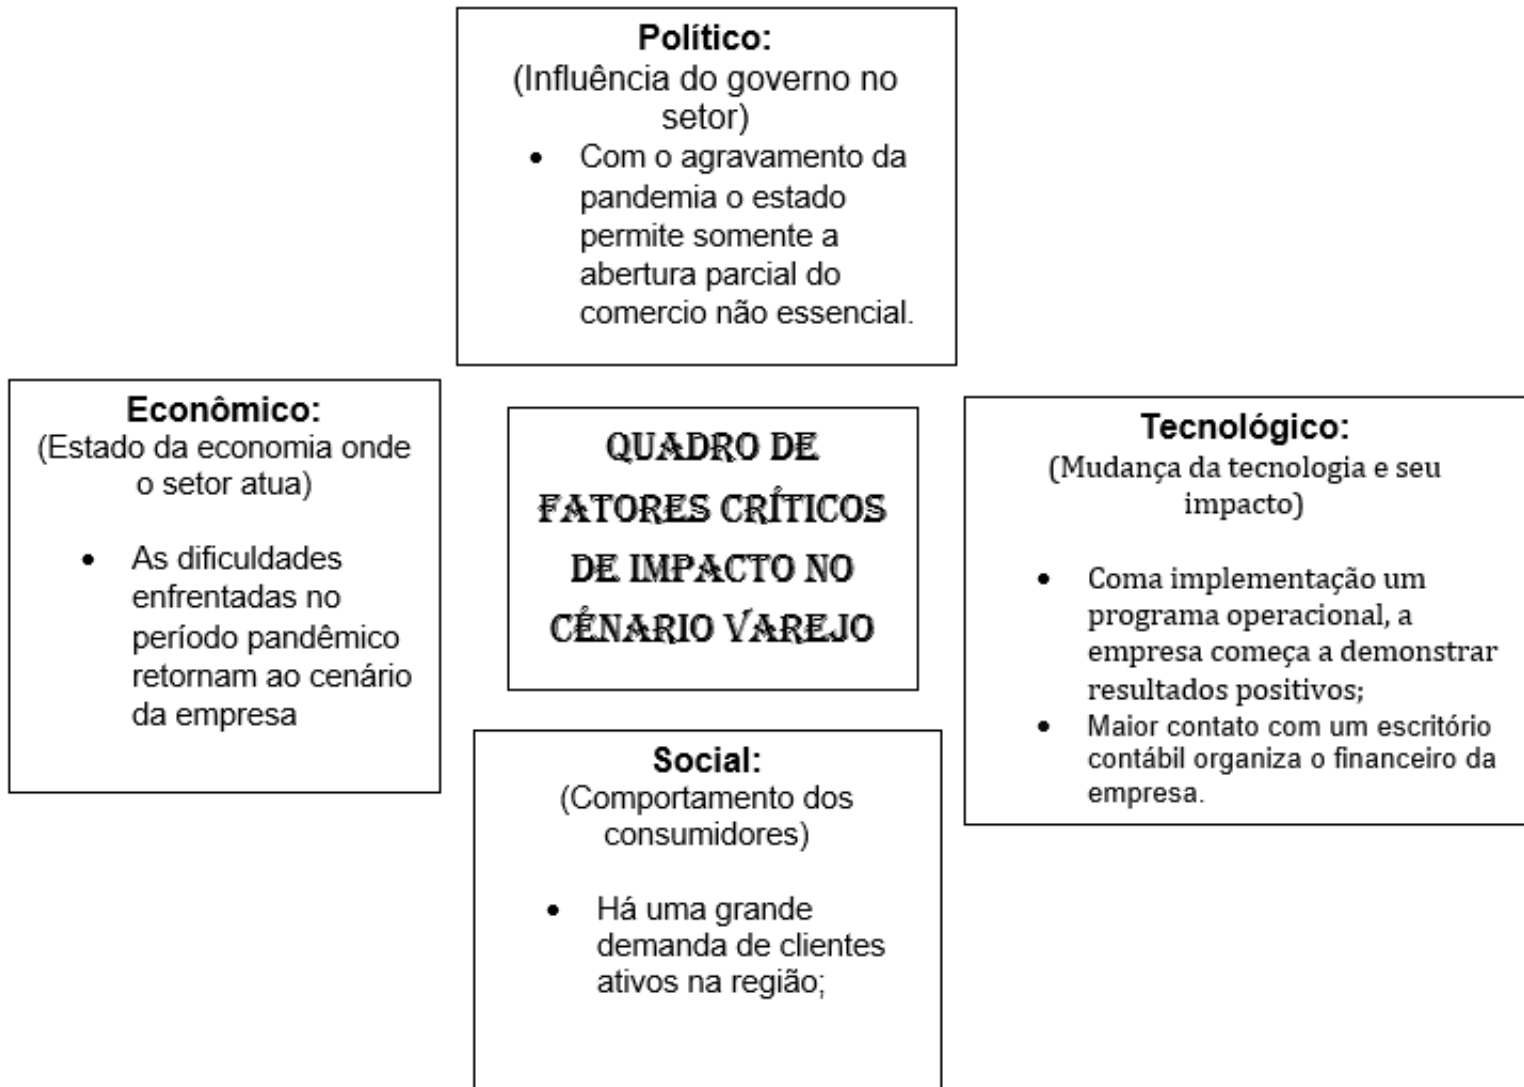 Político:
(Influência do governo no
setor)
• Com o agravamento da
pandemia o estado
permite somente a
abertura parcial do
comercio não essencial.
Econômico:
(Estado da economia onde
o setor atua)
• As dificuldades
enfrentadas no
período pandêmico
retornam ao cenário
da empresa
QUADRO DE
FATORES CRÍTICOS
DE IMPACTO NO
CÉNARIO VAREJO
Tecnológico:
(Mudança da tecnologia e seu
impacto)
• Coma implementação um
programa operacional, a
empresa começa a demonstrar
resultados positivos;
• Maior contato com um escritório
contábil organiza o financeiro da
empresa.
Social:
(Comportamento dos
consumidores)
• Há uma grande
demanda de clientes
ativos na região;